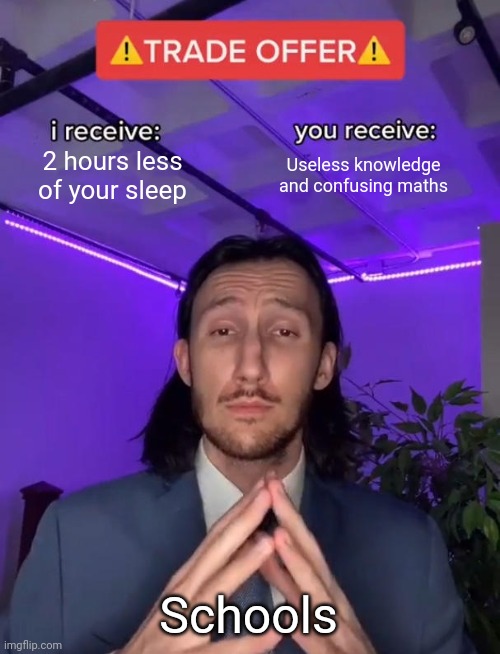 ⚠️TRADE OFFER⚠️
i receive:
2 hours less
of your sleep
you receive:
Useless knowledge
and confusing maths
Schools
imgflip.com